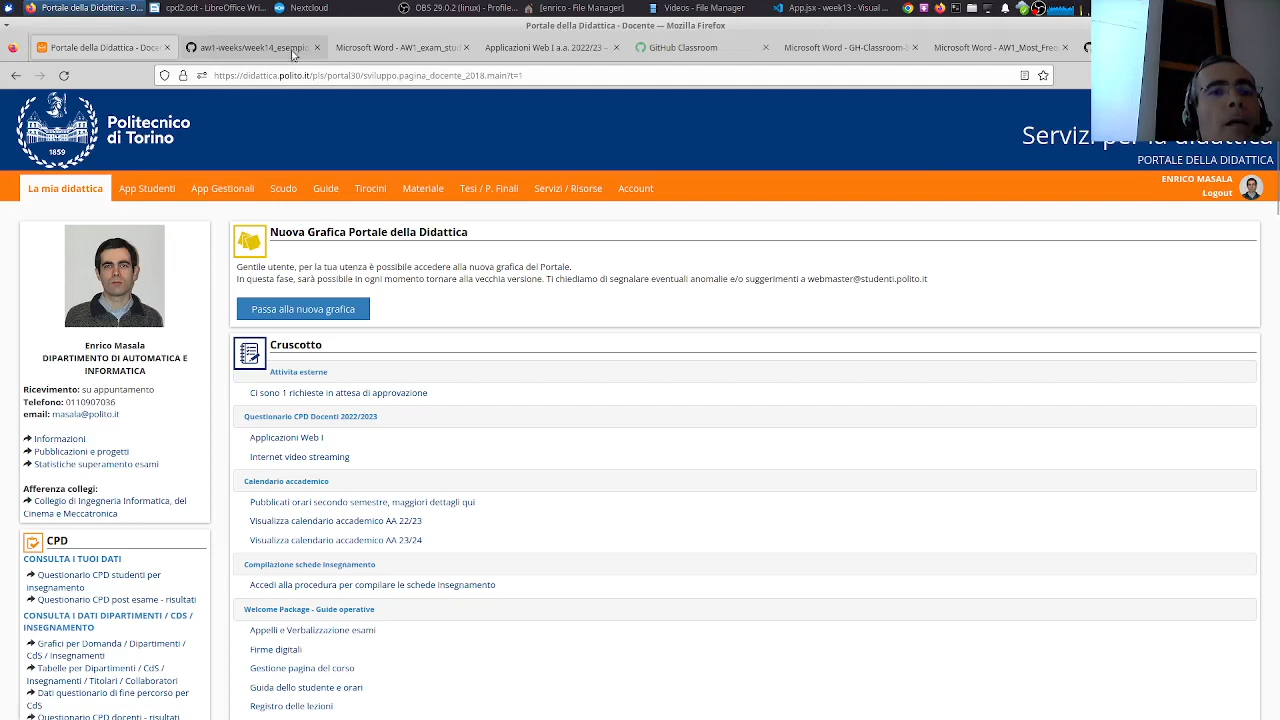 Portale della Didattica - D...
cpd2.odt - LibreOffice Wri...
Nextcloud
OBS 29.0.2 (linux) - Profile...
[enrico - File Manager]
Videos - File Manager
App.jsx - week13 - Visual ...
Portale della Didattica - Docente — Mozilla Firefox
Portale della Didattica - Docen
aw1-weeks/week14_esempio
Microsoft Word - AW1_exam_stud
Applicazioni Web I a.a. 2022/23 –
GitHub Classroom
Microsoft Word - GH-Classroom-
Microsoft Word - AW1_Most_Freq
https://didattica.polito.it/pls/portal30/sviluppo.pagina_docente_2018.main?t=1
Politecnico
di Torino
1859
Servizi per la didattica
PORTALE DELLA DIDATTICA
La mia didattica
App Studenti
App Gestionali
Scudo
Guide
Tirocini
Materiale
Tesi / P. Finali
Servizi / Risorse
Account
ENRICO MASALA
Logout
Enrico Masala
DIPARTIMENTO DI AUTOMATICA E
INFORMATICA
Ricevimento: su appuntamento
Telefono: 0110907036
email: masala@polito.it
Informazioni
Pubblicazioni e progetti
Statistiche superamento esami
Afferenza collegi:
Collegio di Ingegneria Informatica, del
Cinema e Meccatronica
CPD
CONSULTA I TUOI DATI
Questionario CPD studenti per
insegnamento
Questionario CPD post esame - risultati
CONSULTA I DATI DIPARTIMENTI / CDS /
INSEGNAMENTO
Grafici per Domanda / Dipartimenti /
CdS / Insegnamenti
Tabelle per Dipartimenti / CdS /
Insegnamenti / Titolari / Collaboratori
Dati questionario di fine percorso per
CdS
Questionario CPD docenti - risultati
Nuova Grafica Portale della Didattica
Gentile utente, per la tua utenza è possibile accedere alla nuova grafica del Portale.
In questa fase, sarà possibile in ogni momento tornare alla vecchia versione. Ti chiediamo di segnalare eventuali anomalie e/o suggerimenti a webmaster@studenti.polito.it
Passa alla nuova grafica
Cruscotto
Attivita esterne
Ci sono 1 richieste in attesa di approvazione
Questionario CPD Docenti 2022/2023
Applicazioni Web I
Internet video streaming
Calendario accademico
Pubblicati orari secondo semestre, maggiori dettagli qui
Visualizza calendario accademico AA 22/23
Visualizza calendario accademico AA 23/24
Compilazione schede insegnamento
Accedi alla procedura per compilare le schede insegnamento
Welcome Package - Guide operative
Appelli e Verbalizzazione esami
Firme digitali
Gestione pagina del corso
Guida dello studente e orari
Registro delle lezioni